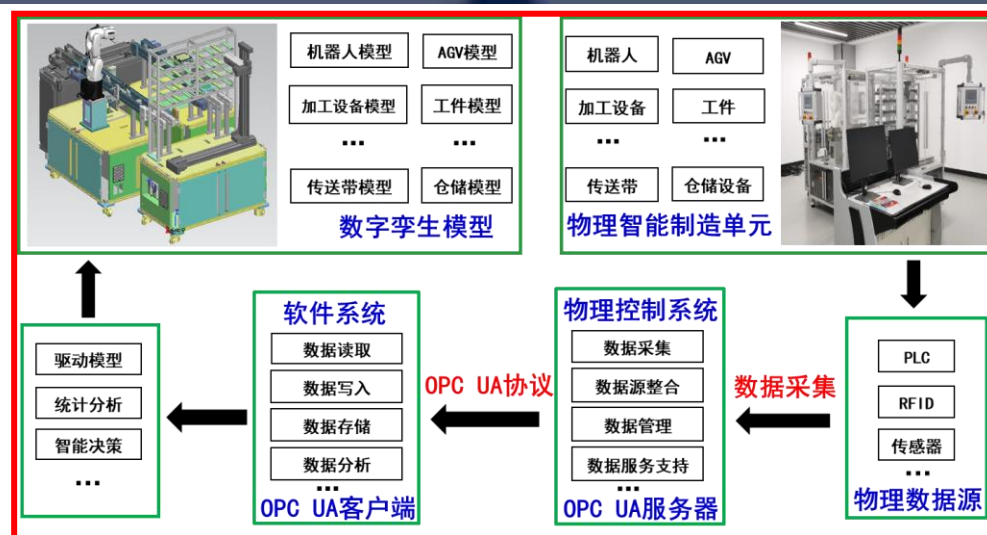 机器人模型
AGV模型
加工设备模型
工件模型
...
...
传送带模型
仓储模型
数字孪生模型
机器人
AGV
加工设备
工件
...
...
传送带
仓储设备
物理智能制造单元
驱动模型
统计分析
智能决策
...
软件系统
数据读取
数据写入
数据存储
数据分析
...
OPC UA客户端
OPC UA协议
物理控制系统
数据采集
数据源整合
数据管理
数据服务支持
...
OPC UA服务器
数据采集
PLC
RFID
传感器
...
物理数据源